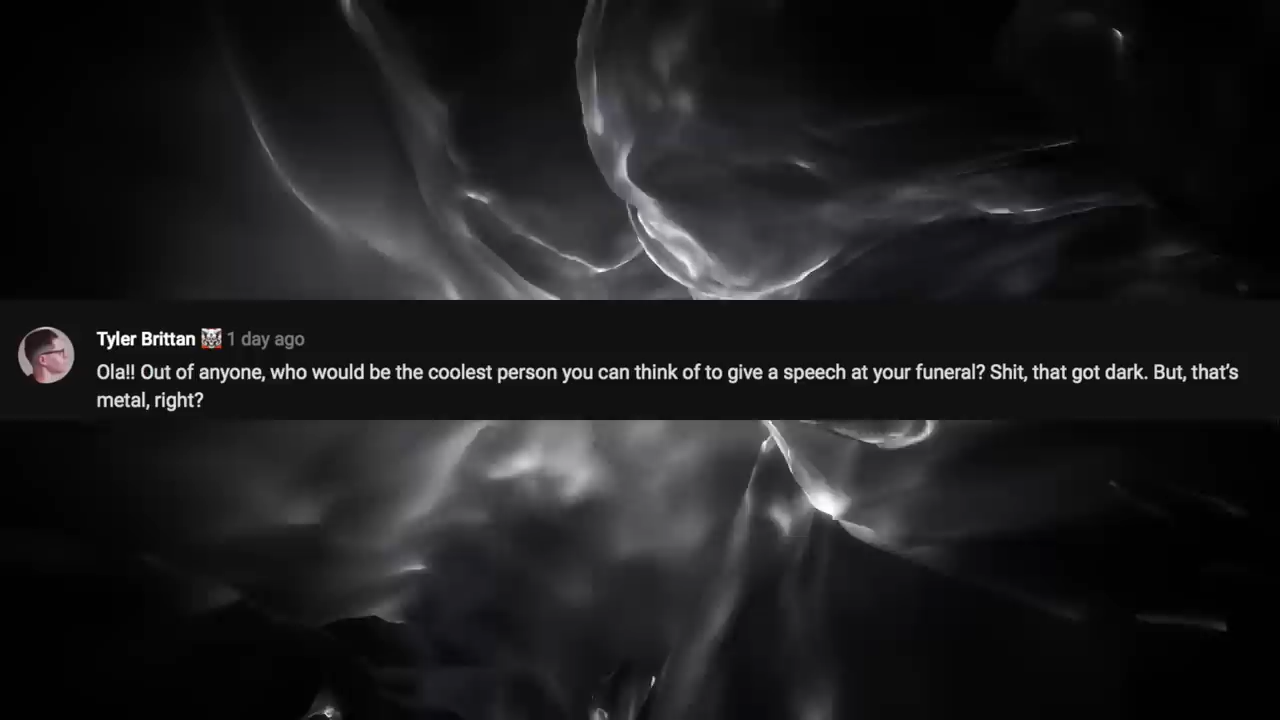 Tyler Brittan 1 day ago
Ola!! Out of anyone, who would be the coolest person you can think of to give a speech at your funeral? Shit, that got dark. But, that's
metal, right?